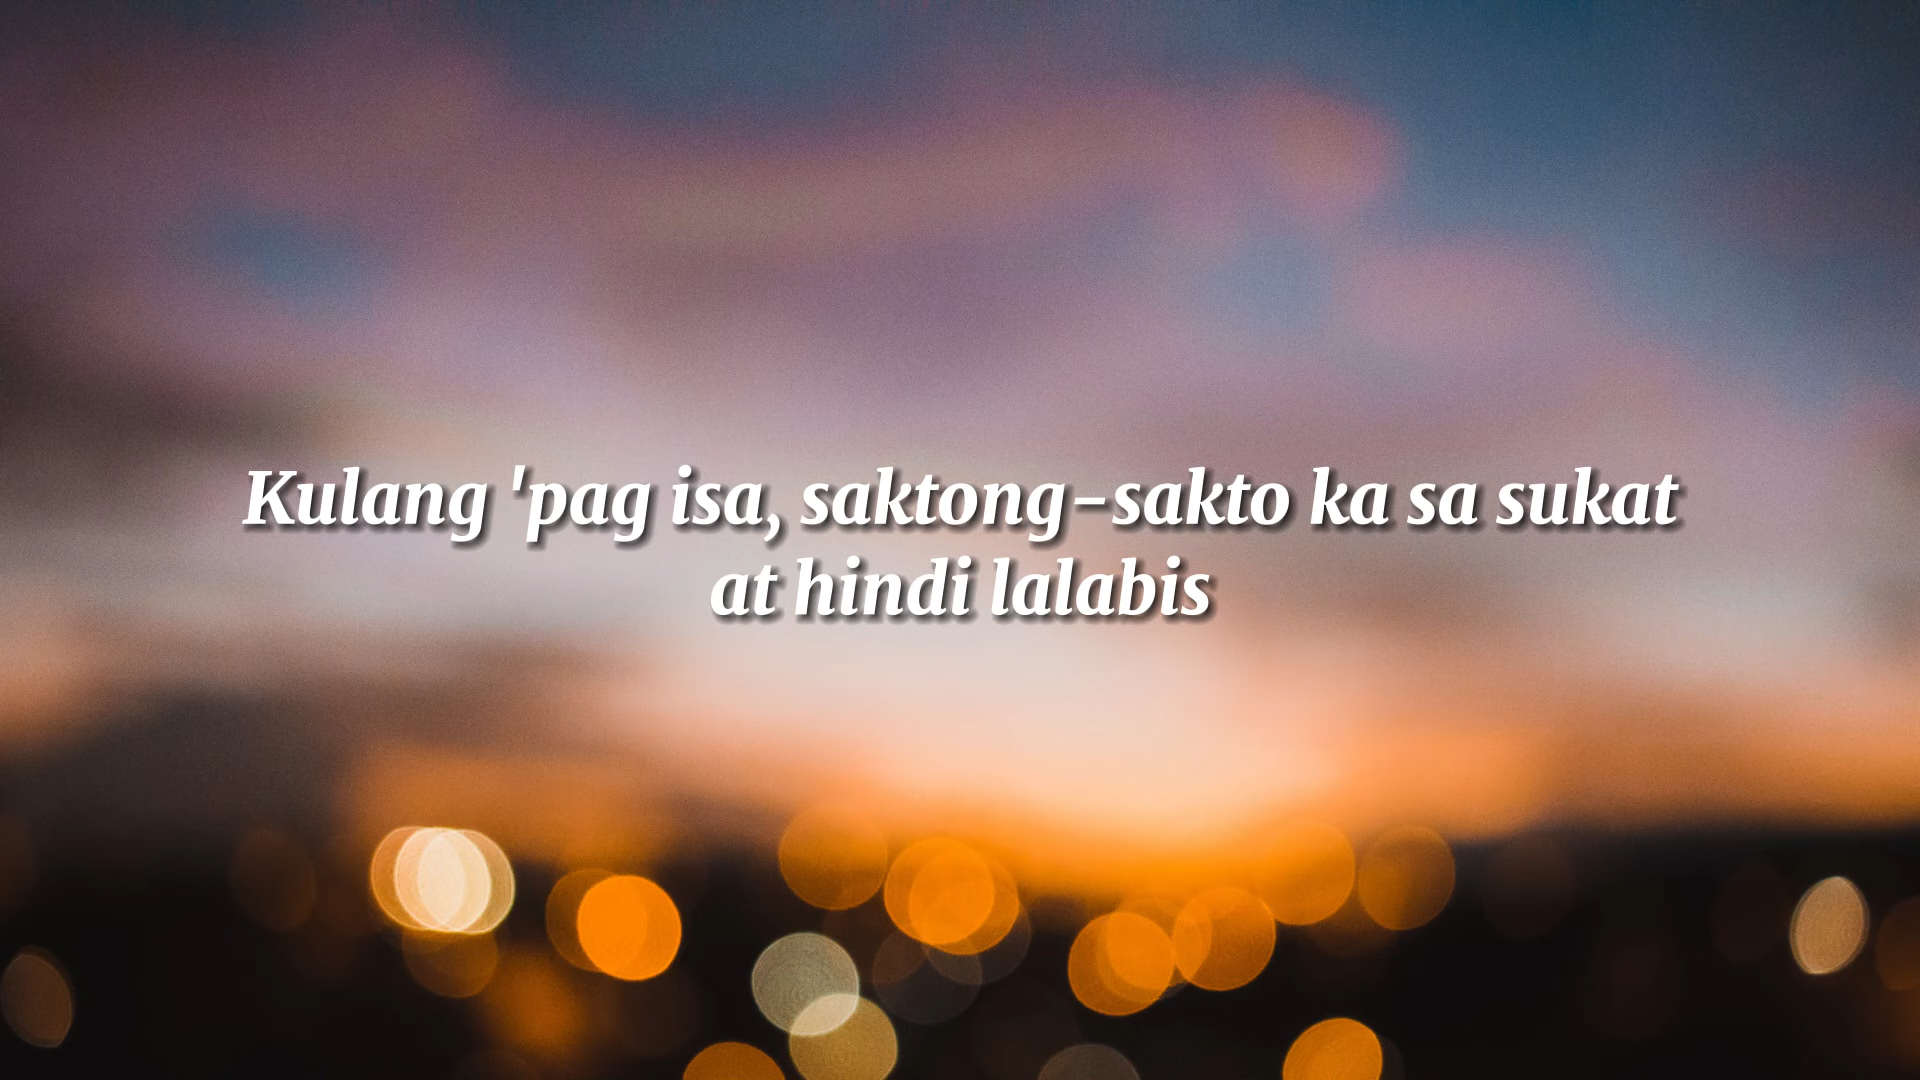 Kulang 'pag isa, saktong-sakto ka sa sukat
at hindi lalabis